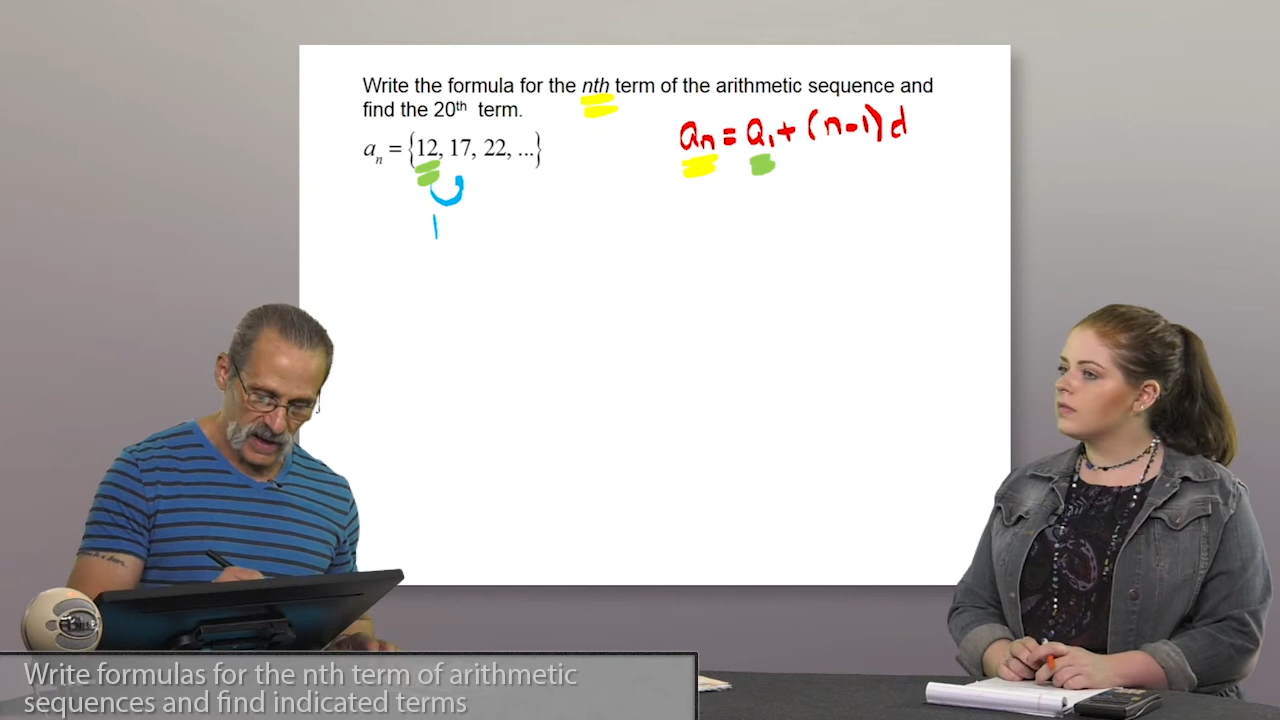 Write the formula for the nth term of the arithmetic sequence and
find the 20th term.
aₙ = {12, 17, 22, ...}
aₙ = a₁ + (n-1)d
Write formulas for the nth term of arithmetic
sequences and find indicated terms